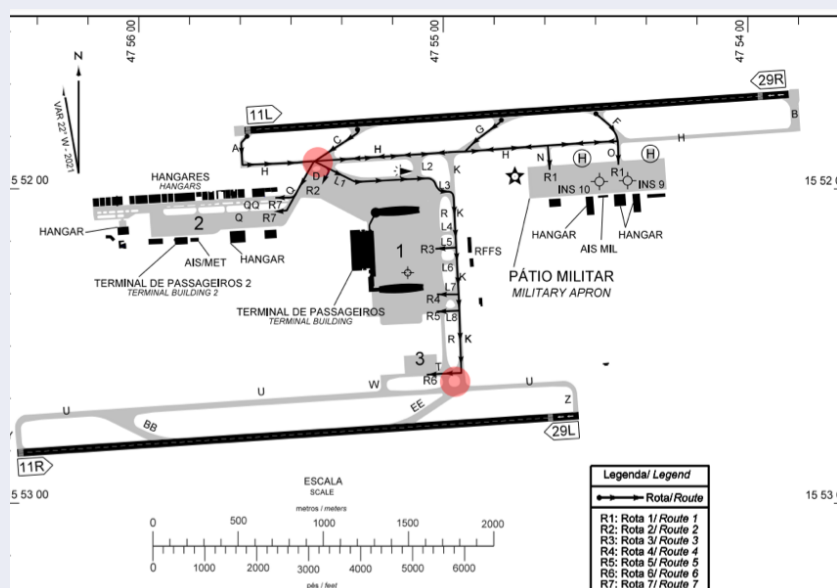 47 56 00
47 55 00
47 54 00
N
VAR 22° W - 2021
29R
11L
B
A
C
G
F
H
H
H
H
H
H
H
D
R2
L1
L2
K
N
O
R1
R1
15 52 00
15 52 00
HANGARES
HANGARS
Q
QQ
R7
R7
Q
2
L3
R
K
L4
L5
R3
L6
K
L7
R4
R5
L8
R
K
1
RFFS
INS 10
INS 9
HANGAR
AIS MIL
HANGAR
PÁTIO MILITAR
MILITARY APRON
HANGAR
AIS/MET
HANGAR
TERMINAL DE PASSAGEIROS 2
TERMINAL BUILDING 2
TERMINAL DE PASSAGEIROS
TERMINAL BUILDING
3
T
R6
W
U
U
U
U
EE
BB
Z
Y
29L
11R
15 53 00
15 53 0
ESCALA
SCALE
metros / meters
0 500 1000 1500 2000
0 1000 2000 3000 4000 5000 6000
pés / feet
Legenda/ Legend
Rota/ Route
R1: Rota 1/ Route 1
R2: Rota 2/ Route 2
R3: Rota 3/ Route 3
R4: Rota 4/ Route 4
R5: Rota 5/ Route 5
R6: Rota 6/ Route 6
R7: Rota 7/ Route 7